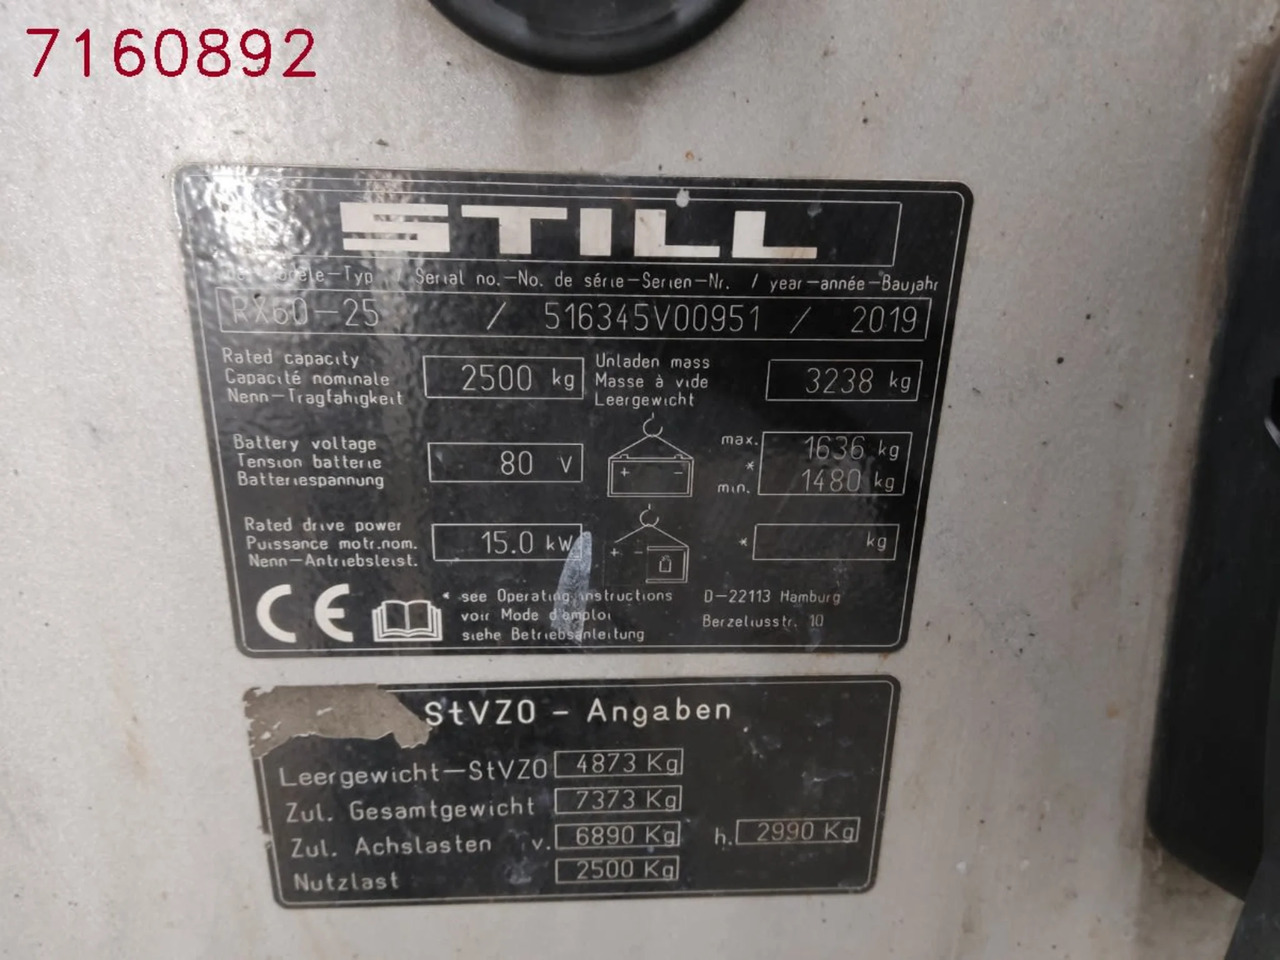 7160892
STILL
Modèle-Typ / Serial no.-No. de série-Serien-Nr. / year-année-Baujahr
RX60-25 / 516345V00951 / 2019
Rated capacity
Capacité nominale
Nenn-Tragfähigkeit
2500 kg
Unladen mass
Masse à vide
Leergewicht
3238 kg
Battery voltage
Tension batterie
Batteriespannung
80 V
+ -
max. 1636 kg
*
min. 1480 kg
Rated drive power
Puissance motr.nom.
Nenn-Antriebsleist.
15.0 kW
+ -
* kg
CE
* see Operating instructions
voir Mode d'emploi
siehe Betriebsanleitung
D-22113 Hamburg
Berzeliusstr. 10
StVZO - Angaben
Leergewicht-StVZO 4873 Kg
Zul. Gesamtgewicht 7373 Kg
Zul. Achslasten v. 6890 Kg h. 2990 Kg
Nutzlast 2500 Kg